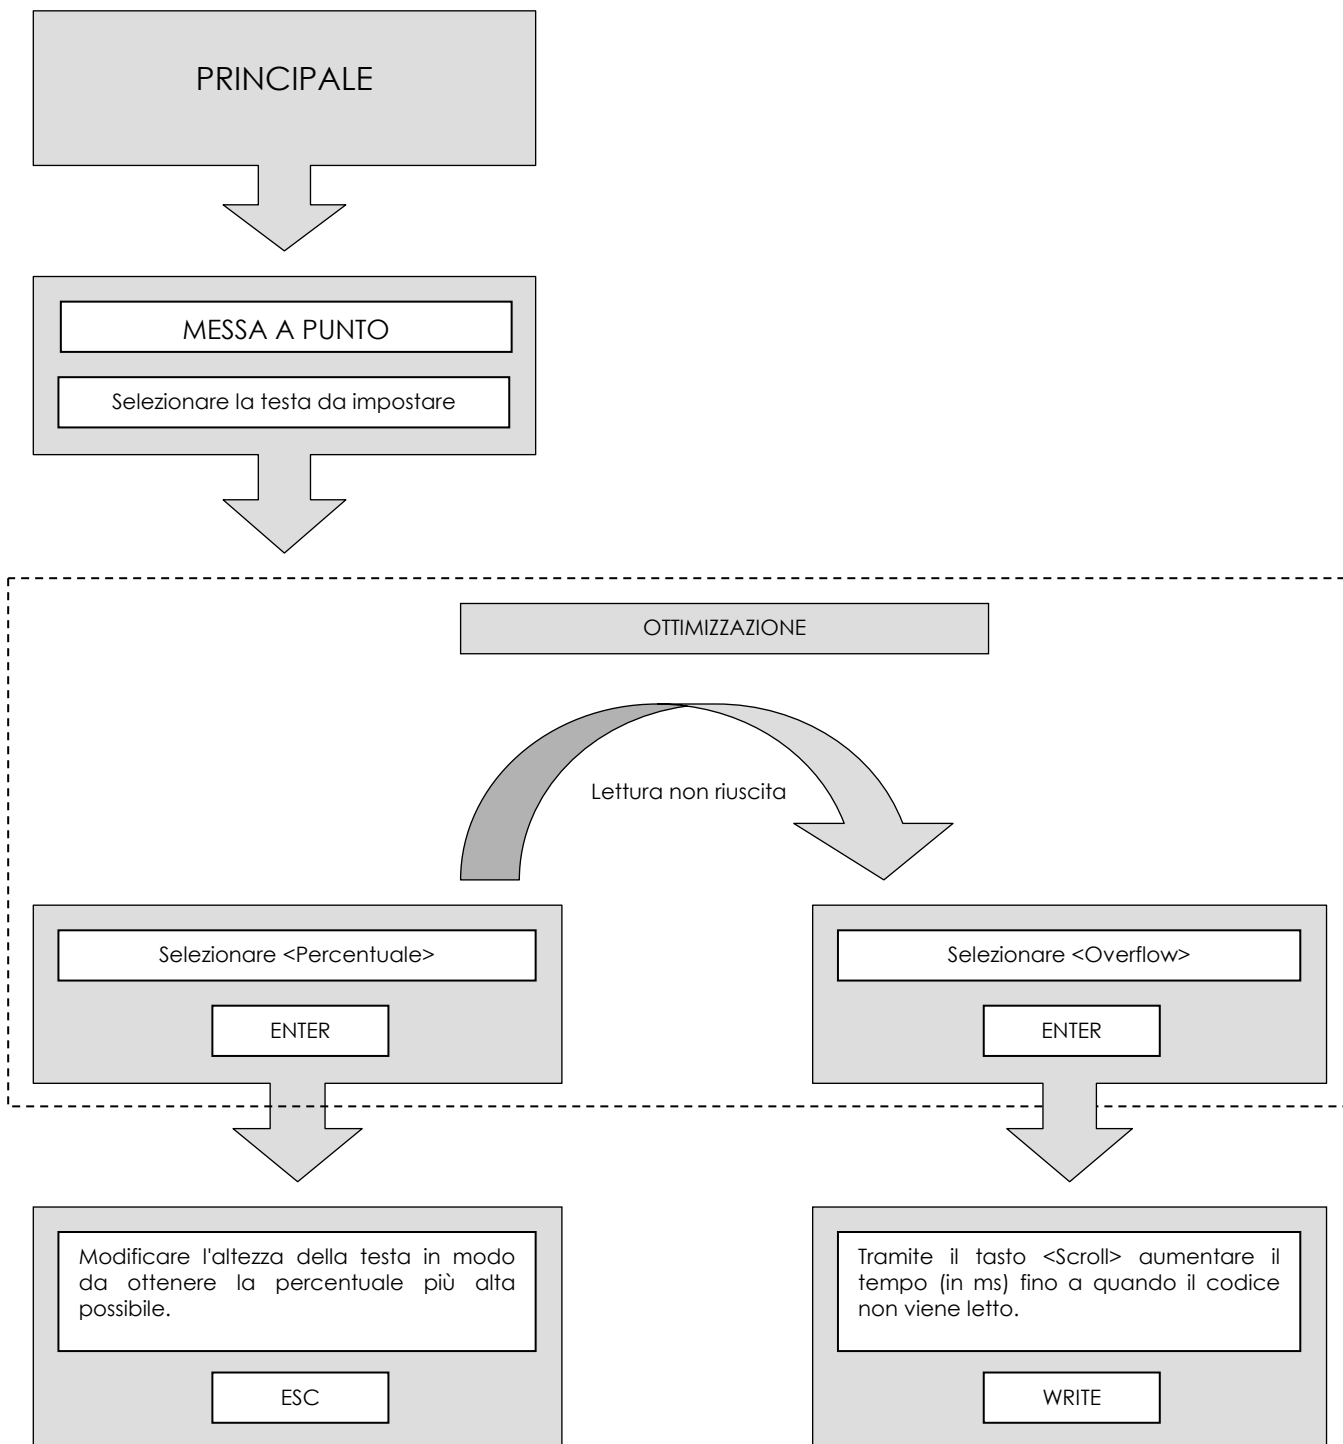 PRINCIPALE
MESSA A PUNTO
Selezionare la testa da impostare
OTTIMIZZAZIONE
Lettura non riuscita
Selezionare <Percentuale>
ENTER
Selezionare <Overflow>
ENTER
Modificare l'altezza della testa in modo
da ottenere la percentuale più alta
possibile.
ESC
Tramite il tasto <Scroll> aumentare il
tempo (in ms) fino a quando il codice
non viene letto.
WRITE